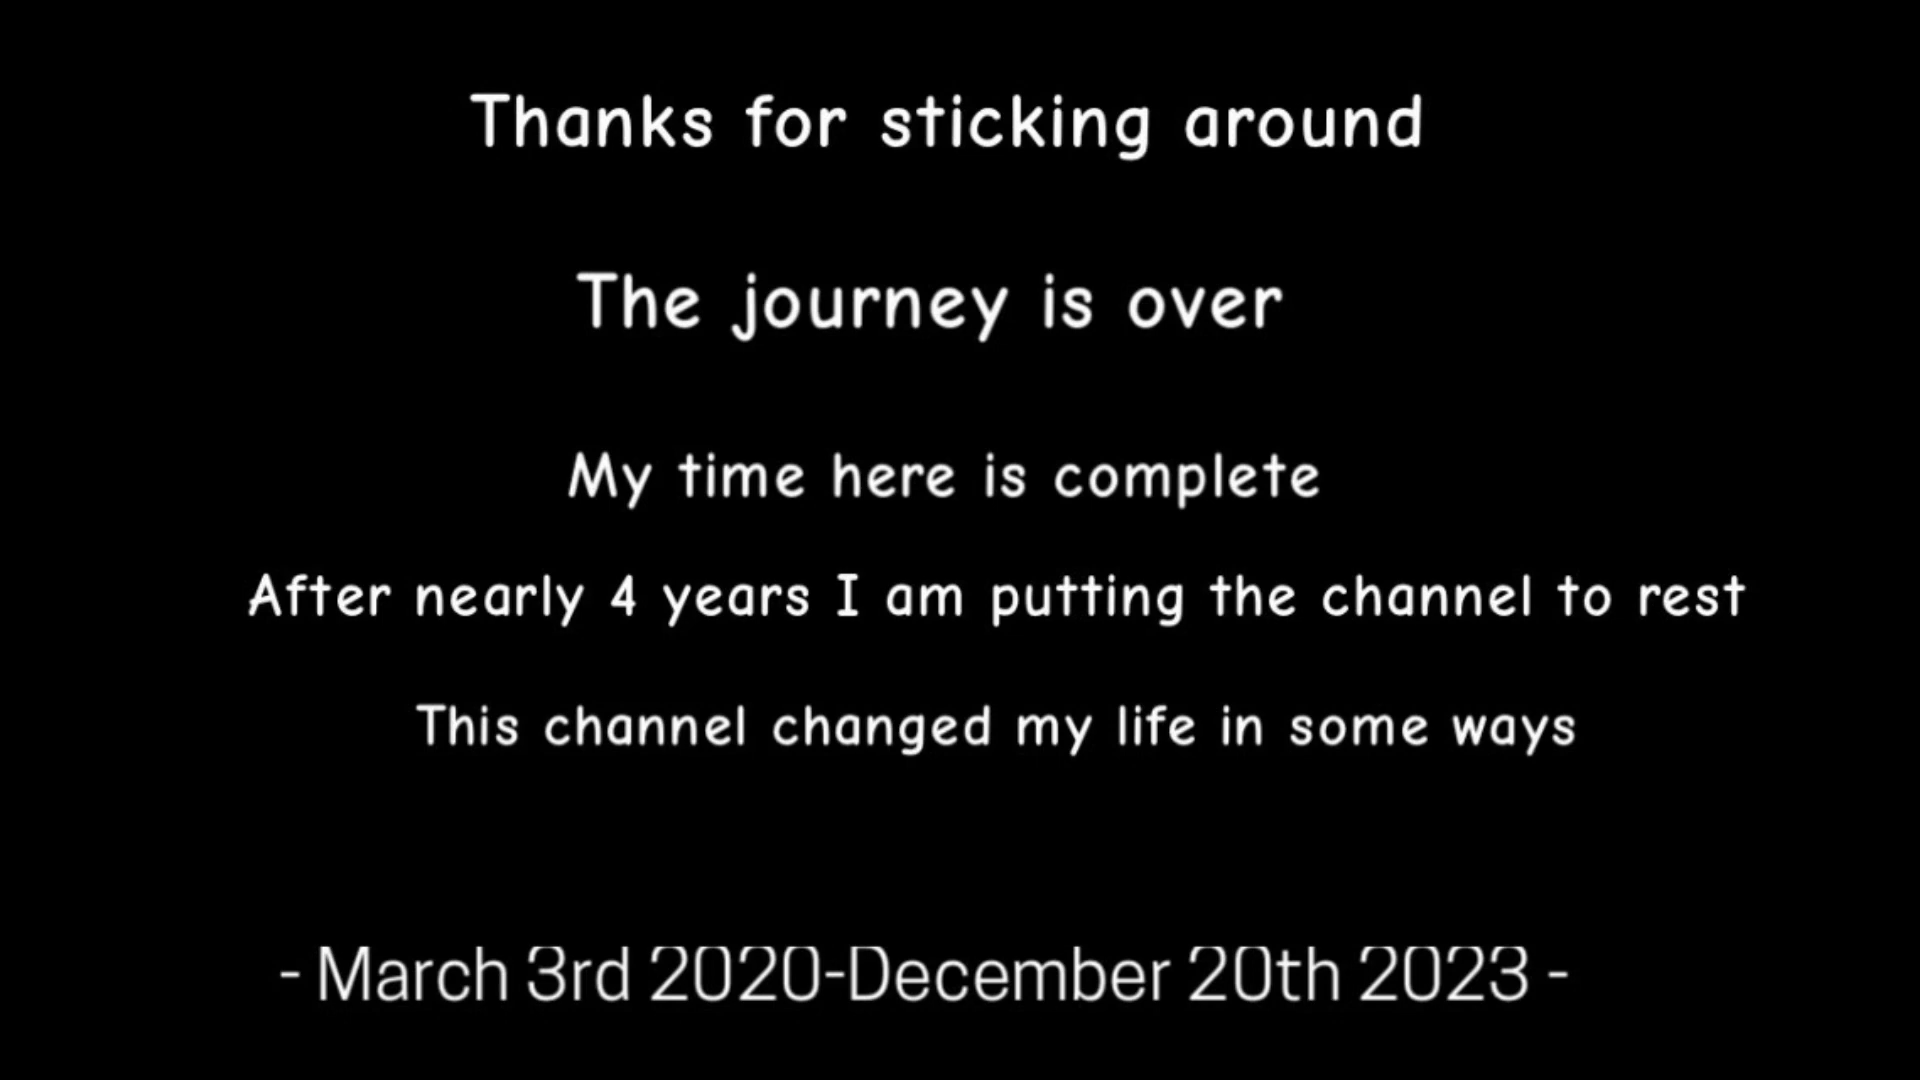 Thanks for sticking around
The journey is over
My time here is complete
After nearly 4 years I am putting the channel to rest
This channel changed my life in some ways
- March 3rd 2020-December 20th 2023 -